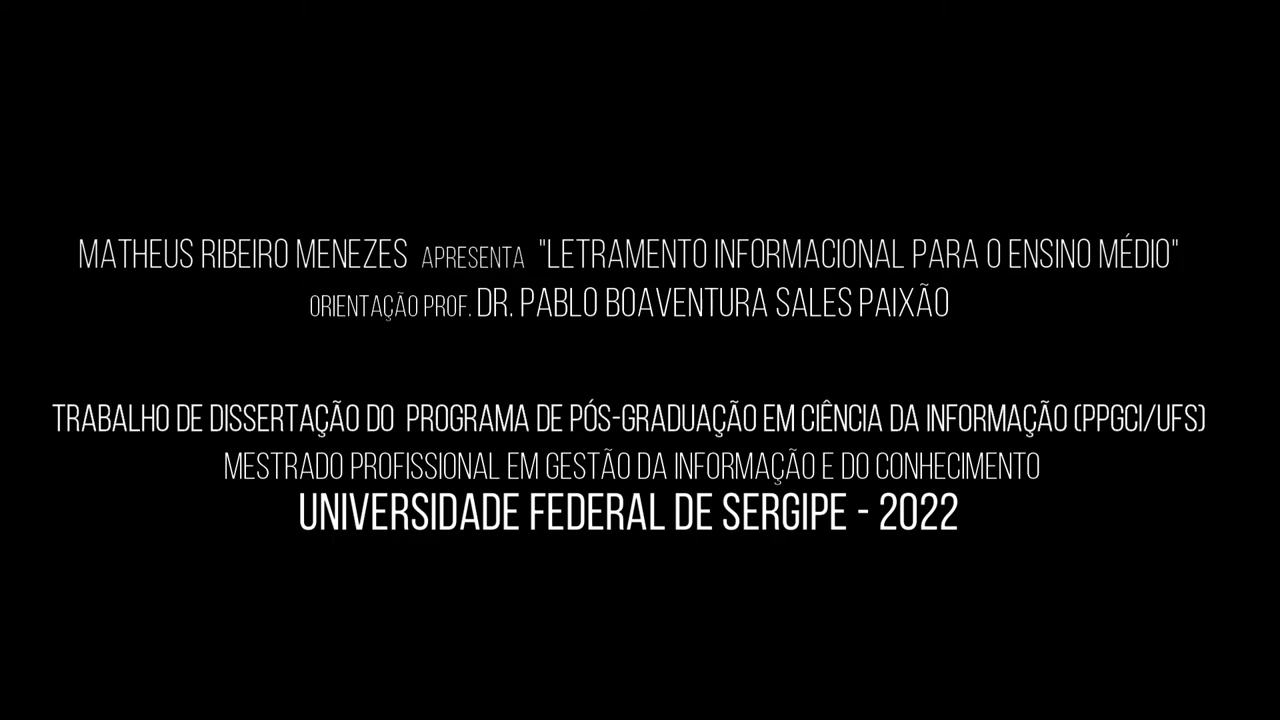 MATHEUS RIBEIRO MENEZES APRESENTA "LETRAMENTO INFORMACIONAL PARA O ENSINO MÉDIO"
ORIENTAÇÃO PROF. DR. PABLO BOAVENTURA SALES PAIXÃO
TRABALHO DE DISSERTAÇÃO DO PROGRAMA DE PÓS-GRADUAÇÃO EM CIÊNCIA DA INFORMAÇÃO (PPGCI/UFS)
MESTRADO PROFISSIONAL EM GESTÃO DA INFORMAÇÃO E DO CONHECIMENTO
UNIVERSIDADE FEDERAL DE SERGIPE - 2022